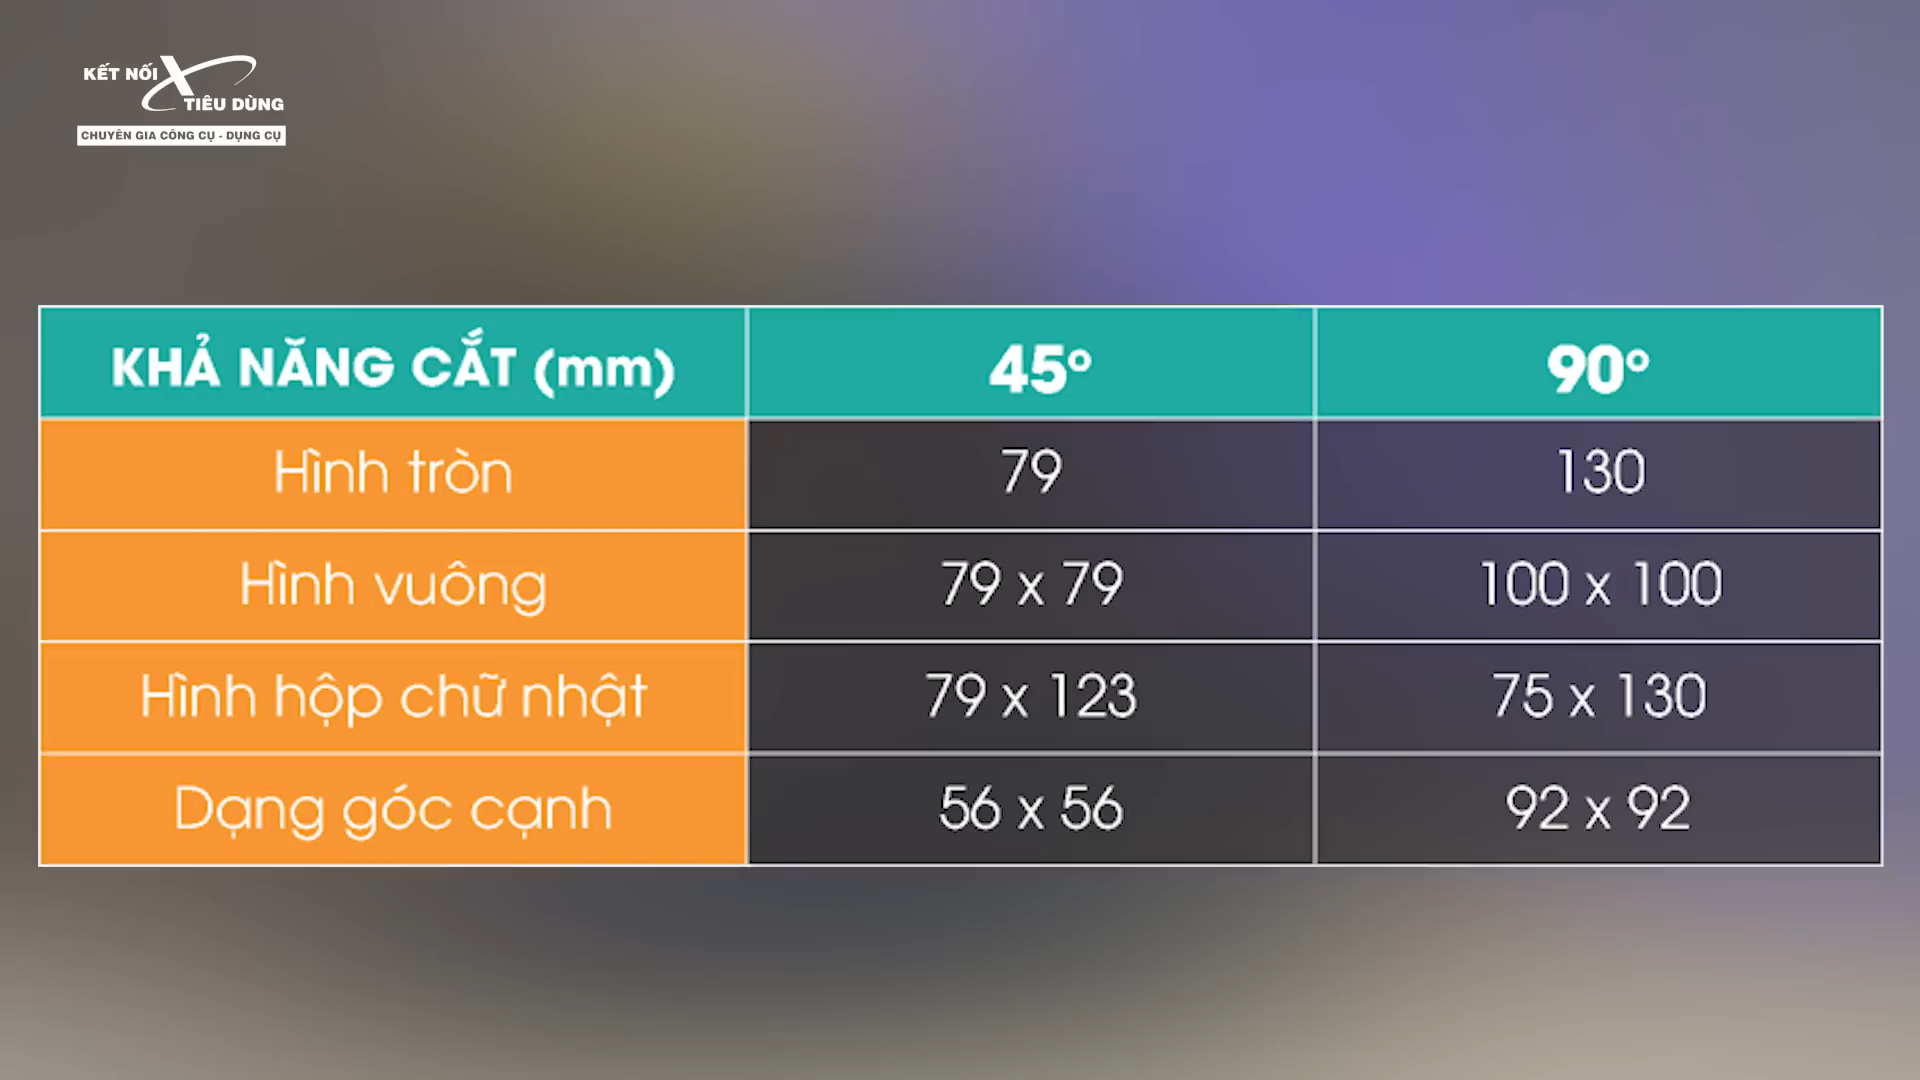 KẾT NỐI
TIÊU DÙNG
CHUYÊN GIA CÔNG CỤ - DỤNG CỤ
KHẢ NĂNG CẮT (mm) 45° 90°
Hình tròn 79 130
Hình vuông 79 x 79 100 x 100
Hình hộp chữ nhật 79 x 123 75 x 130
Dạng góc cạnh 56 x 56 92 x 92